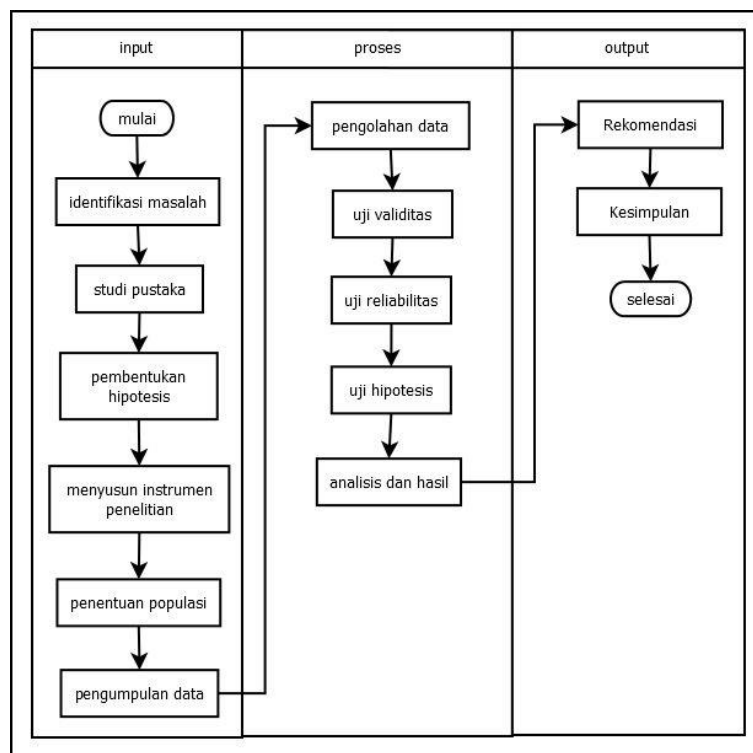 input
mulai
identifikasi masalah
studi pustaka
pembentukan
hipotesis
menyusun instrumen
penelitian
penentuan populasi
pengumpulan data
proses
pengolahan data
uji validitas
uji reliabilitas
uji hipotesis
analisis dan hasil
output
Rekomendasi
Kesimpulan
selesai